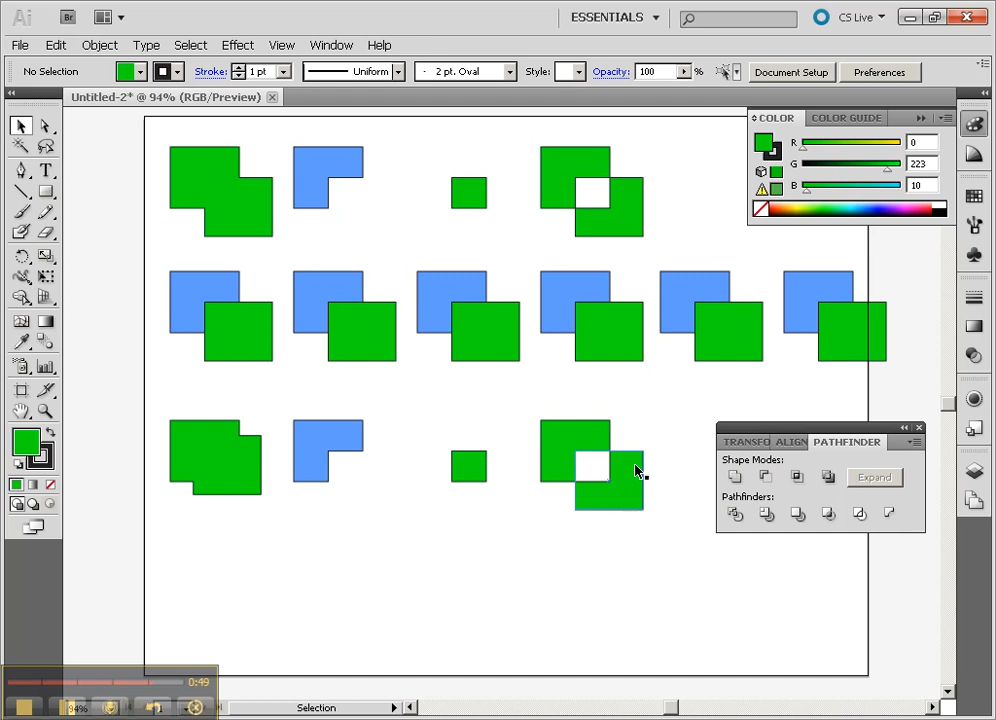 Ai Br ESSENTIALS CS Live
File Edit Object Type Select Effect View Window Help
No Selection Stroke: 1 pt Uniform 2 pt. Oval Style: Opacity: 100 % Document Setup Preferences
Untitled-2* @ 94% (RGB/Preview)
COLOR COLOR GUIDE
R 0
G 223
B 10
TRANSFO ALIGN PATHFINDER
Shape Modes:
Expand
Pathfinders:
0:49
94% 1 Selection